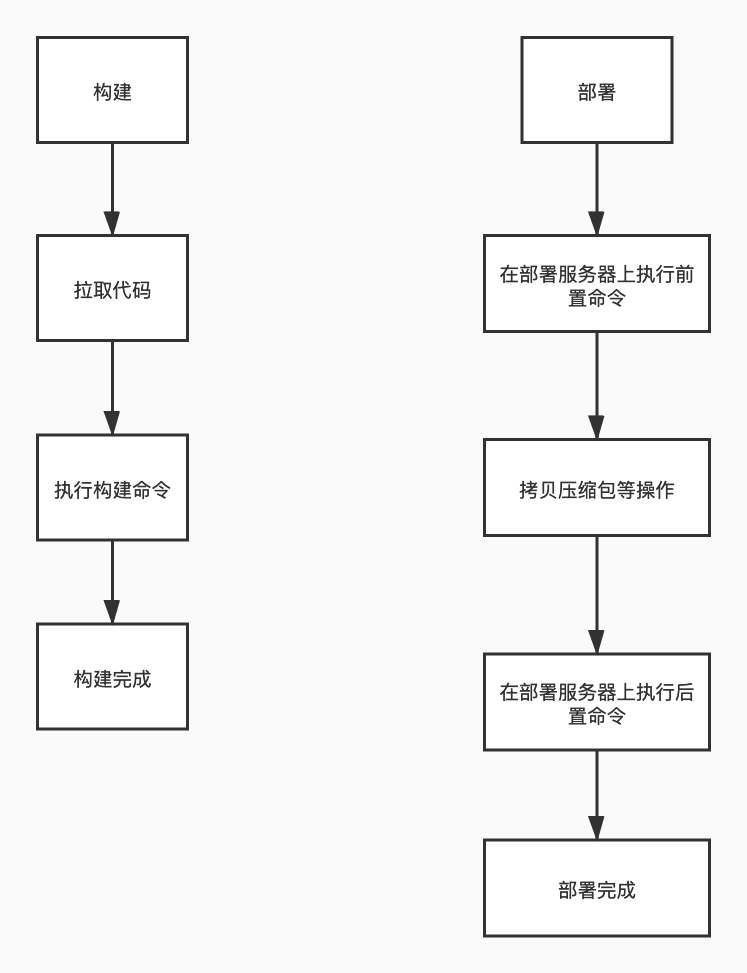 构建
拉取代码
执行构建命令
构建完成
部署
在部署服务器上执行前
置命令
拷贝压缩包等操作
在部署服务器上执行后
置命令
部署完成